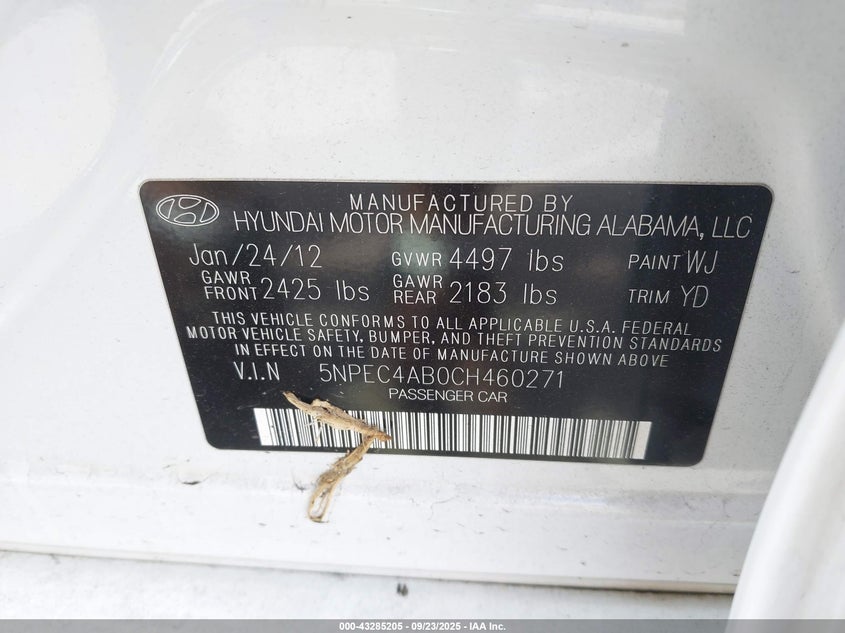 MANUFACTURED BY
HYUNDAI MOTOR MANUFACTURING ALABAMA, LLC
Jan/24/12 GVWR 4497 lbs PAINT WJ
GAWR FRONT 2425 lbs GAWR REAR 2183 lbs TRIM YD
THIS VEHICLE CONFORMS TO ALL APPLICABLE U.S.A. FEDERAL
MOTOR VEHICLE SAFETY, BUMPER, AND THEFT PREVENTION STANDARDS
IN EFFECT ON THE DATE OF MANUFACTURE SHOWN ABOVE
V.I.N 5NPEC4AB0CH460271
PASSENGER CAR
000-43285205 - 09/23/2025 - IAA Inc.